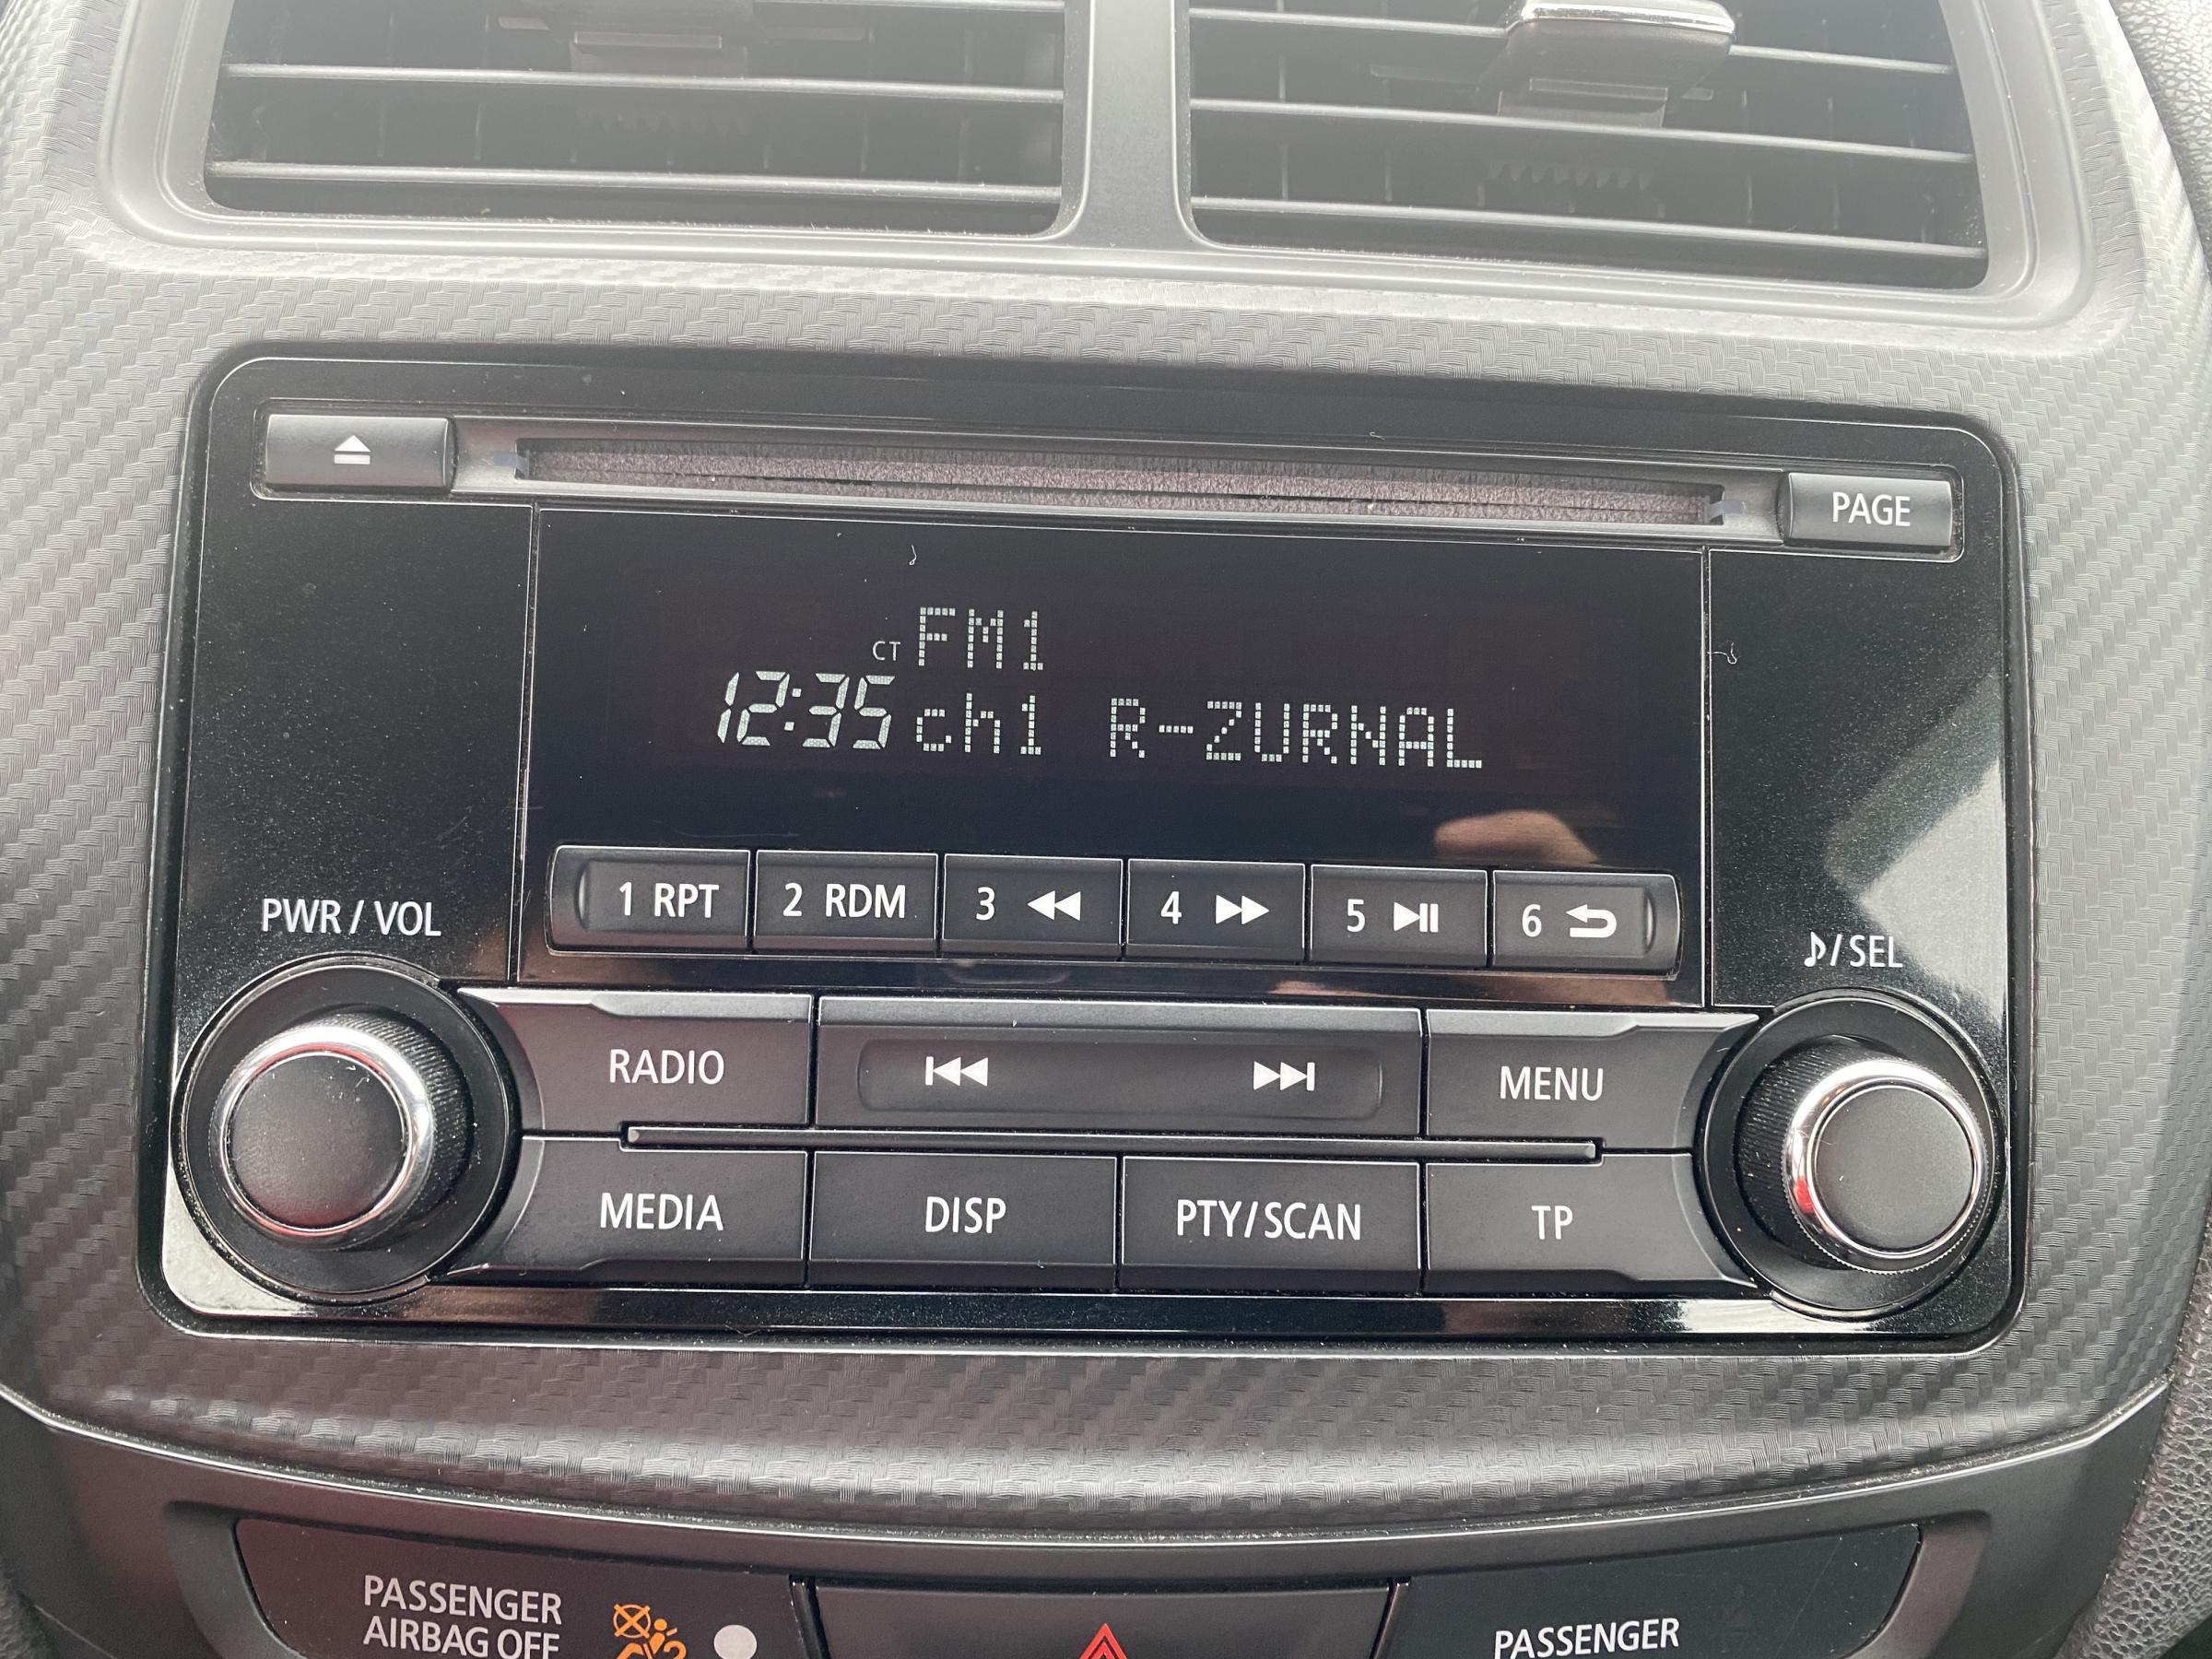 PAGE
CT FM1
12:35 ch1 R-ZURNAL
1 RPT 2 RDM 3 4 5 6
PWR / VOL
♪/SEL
RADIO
MENU
MEDIA DISP PTY/SCAN TP
PASSENGER
AIRBAG OFF
2
PASSENGER